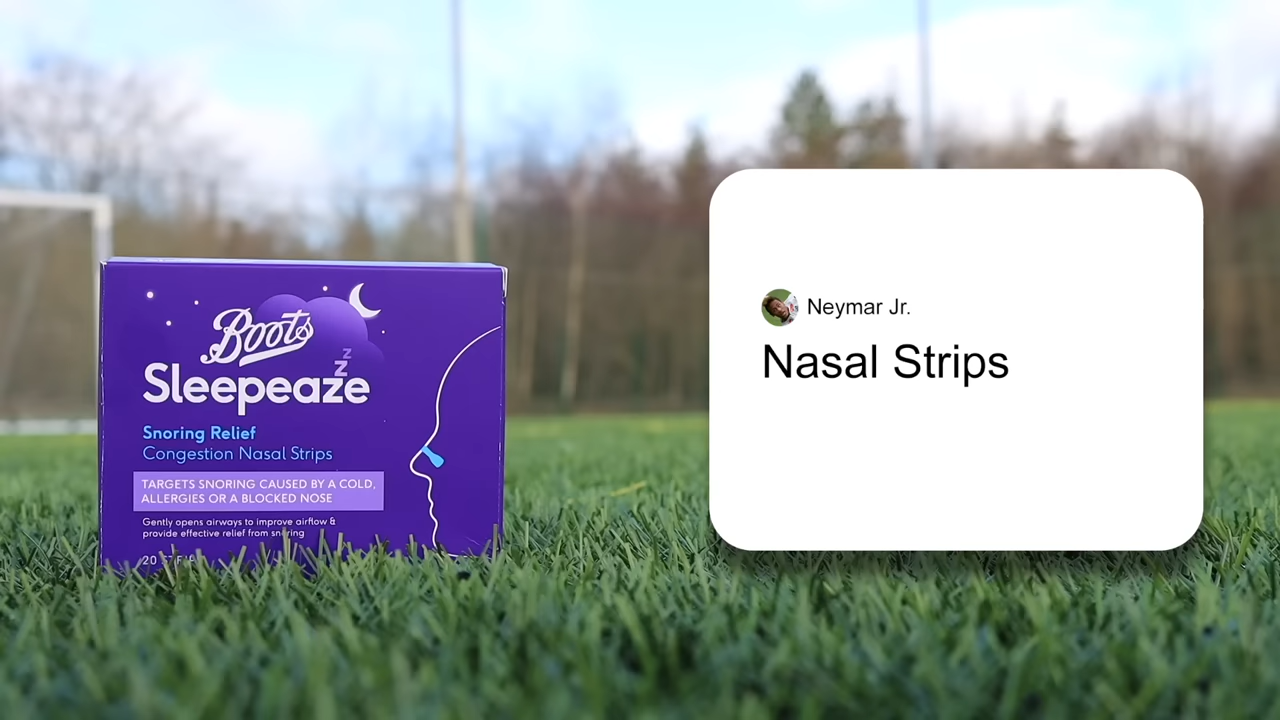 Boots
z
z
Sleepeaze
Snoring Relief
Congestion Nasal Strips
TARGETS SNORING CAUSED BY A COLD,
ALLERGIES OR A BLOCKED NOSE
Gently opens airways to improve airflow &
provide effective relief from snoring
20
Neymar Jr.
Nasal Strips